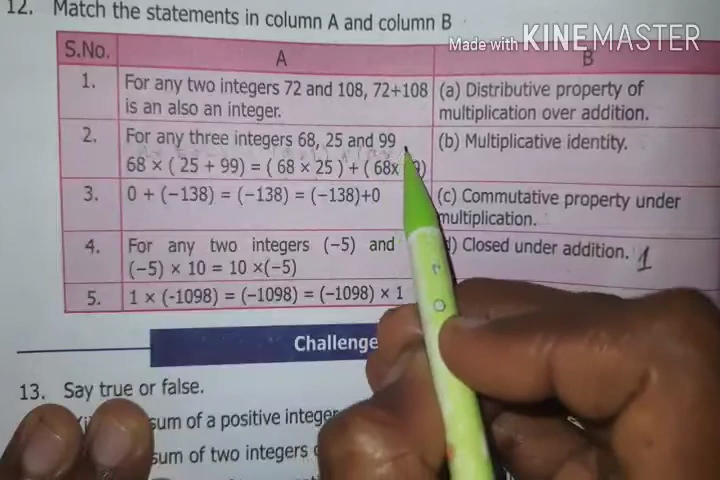 12. Match the statements in column A and column B
Made with KINEMASTER
S.No. A B
1. For any two integers 72 and 108, 72+108 is an also an integer. (a) Distributive property of multiplication over addition.
2. For any three integers 68, 25 and 99 68 × ( 25 + 99) = ( 68 × 25 ) + ( 68x 9) (b) Multiplicative identity.
3. 0 + (−138) = (−138) = (−138)+0 (c) Commutative property under multiplication.
4. For any two integers (−5) and (−5) × 10 = 10 ×(−5) ) Closed under addition. 1
5. 1 × (-1098) = (−1098) = (−1098) × 1
Challenge
13. Say true or false.
sum of a positive integer
sum of two integers